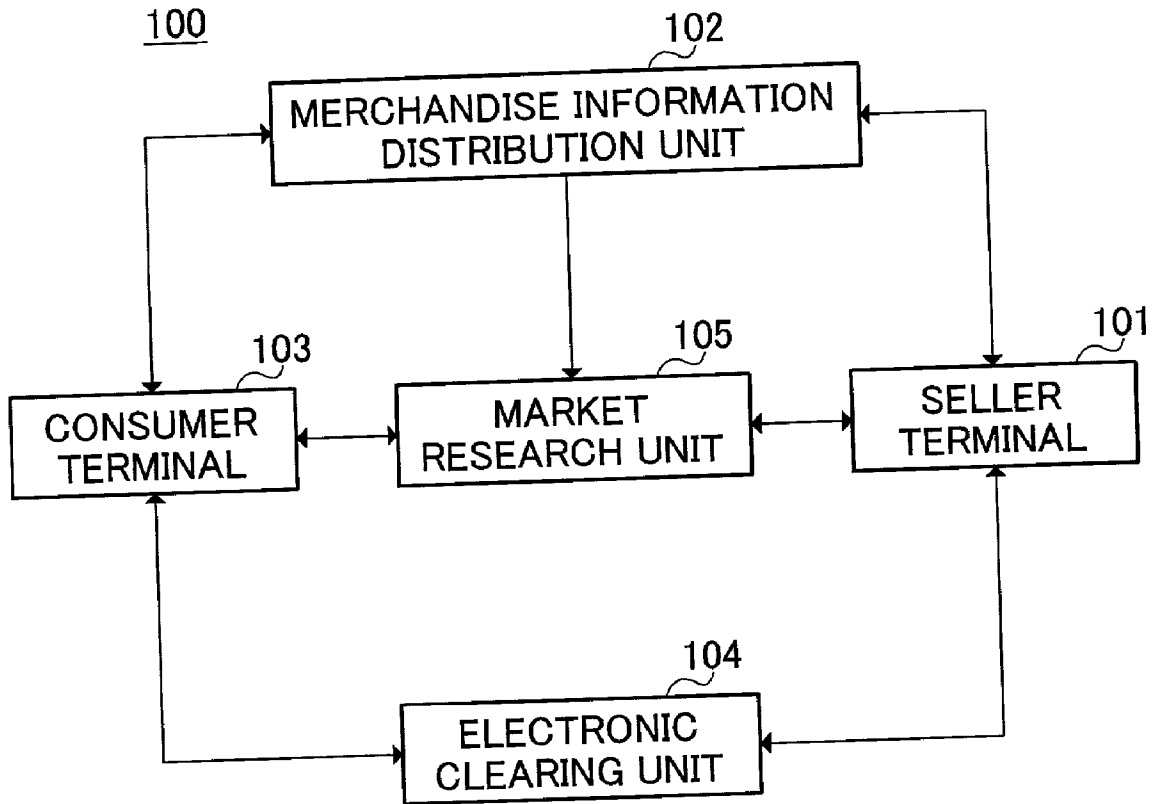 100
102
MERCHANDISE INFORMATION
DISTRIBUTION UNIT
103
CONSUMER
TERMINAL
105
MARKET
RESEARCH UNIT
101
SELLER
TERMINAL
104
ELECTRONIC
CLEARING UNIT